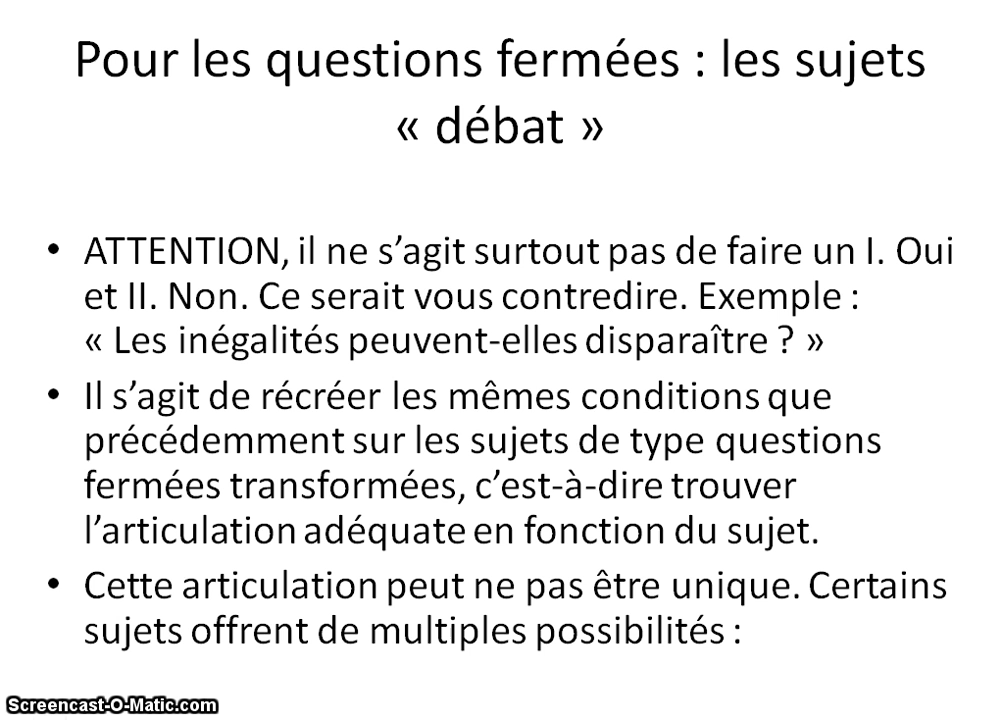 Pour les questions fermées : les sujets
« débat »
• ATTENTION, il ne s’agit surtout pas de faire un I. Oui
et II. Non. Ce serait vous contredire. Exemple :
« Les inégalités peuvent-elles disparaître ? »
• Il s’agit de récréer les mêmes conditions que
précédemment sur les sujets de type questions
fermées transformées, c’est-à-dire trouver
l’articulation adéquate en fonction du sujet.
• Cette articulation peut ne pas être unique. Certains
sujets offrent de multiples possibilités :
Screencast-O-Matic.com